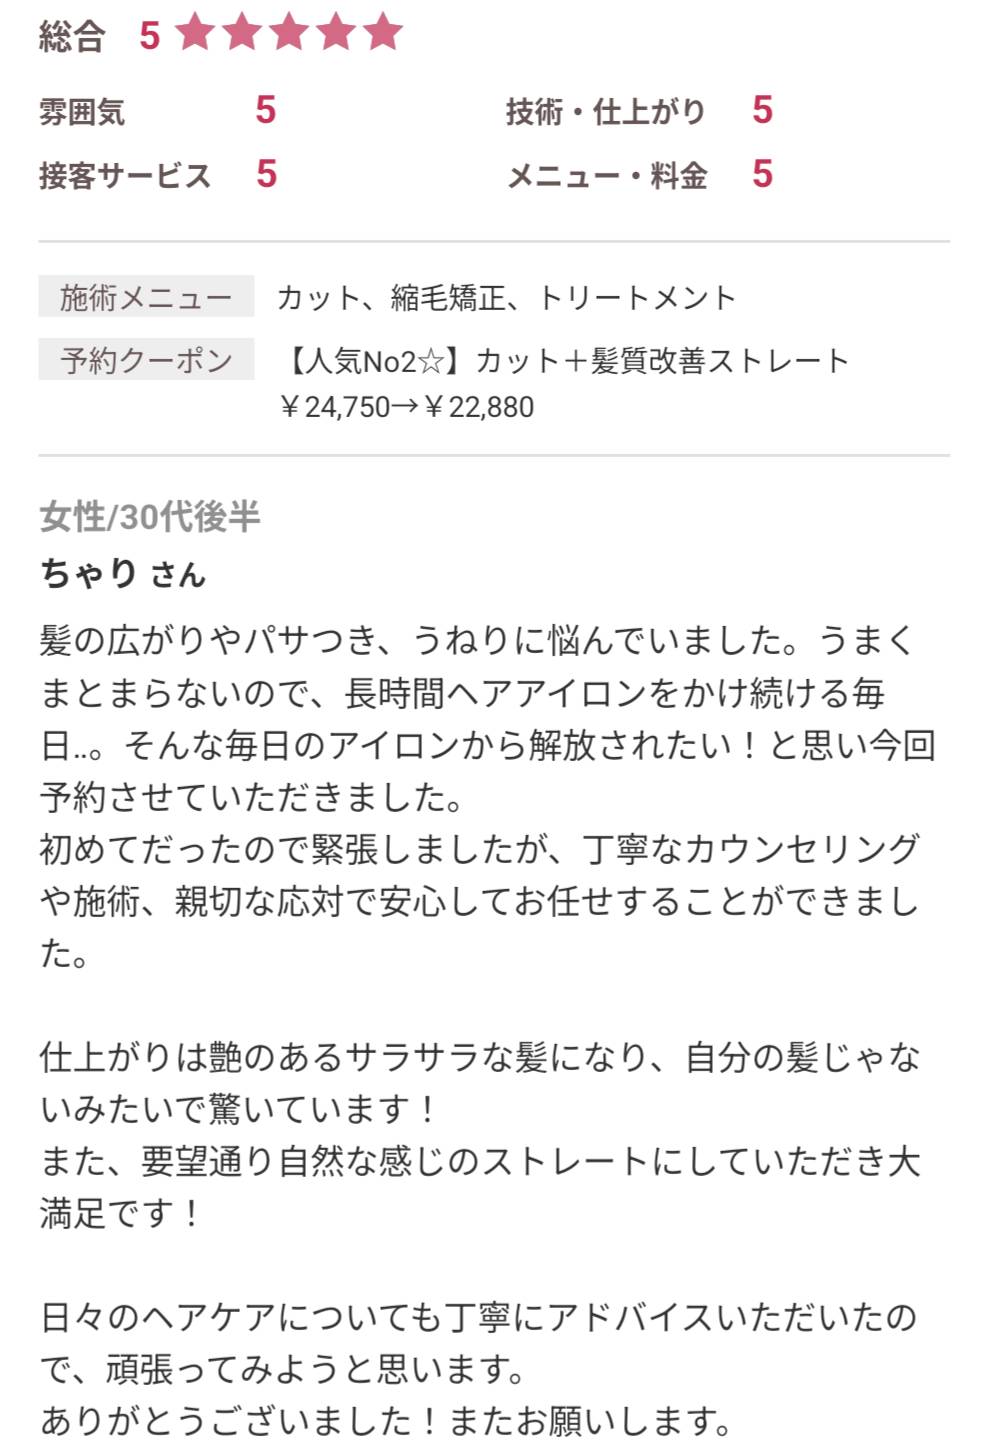 総合 5 ★★★★★
雰囲気 5 技術・仕上がり 5
接客サービス 5 メニュー・料金 5
施術メニュー カット、縮毛矯正、トリートメント
予約クーポン 【人気No2☆】カット＋髪質改善ストレート
￥24,750→￥22,880
女性/30代後半
ちゃり さん
髪の広がりやパサつき、うねりに悩んでいました。うまく
まとまらないので、長時間ヘアアイロンをかけ続ける毎
日..。そんな毎日のアイロンから解放されたい！と思い今回
予約させていただきました。
初めてだったので緊張しましたが、丁寧なカウンセリング
や施術、親切な応対で安心してお任せすることができまし
た。
仕上がりは艶のあるサラサラな髪になり、自分の髪じゃな
いみたいで驚いています！
また、要望通り自然な感じのストレートにしていただき大
満足です！
日々のヘアケアについても丁寧にアドバイスいただいたの
で、頑張ってみようと思います。
ありがとうございました！またお願いします。